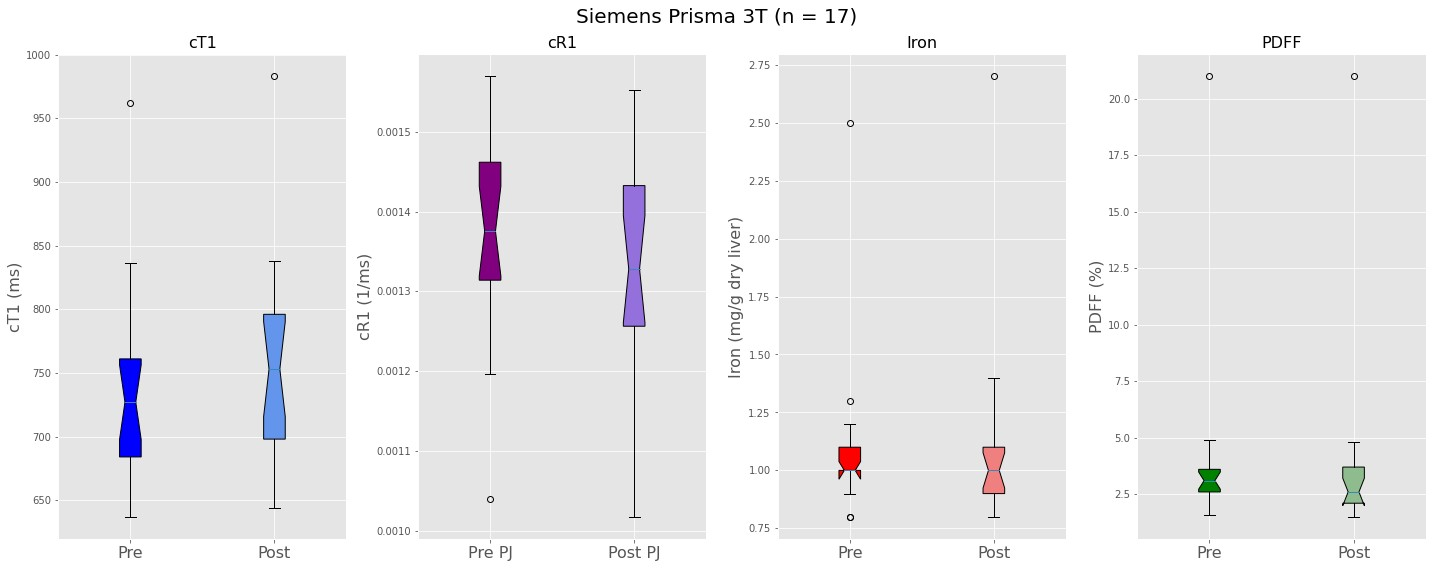 Siemens Prisma 3T (n = 17)
cT1
cR1
Iron
PDFF
cT1 (ms)
1000
950
900
850
800
750
700
650
Pre
Post
cR1 (1/ms)
0.0015
0.0014
0.0013
0.0012
0.0011
0.0010
Pre PJ
Post PJ
Iron (mg/g dry liver)
2.75
2.50
2.25
2.00
1.75
1.50
1.25
1.00
0.75
Pre
Post
PDFF (%)
20.0
17.5
15.0
12.5
10.0
7.5
5.0
2.5
Pre
Post